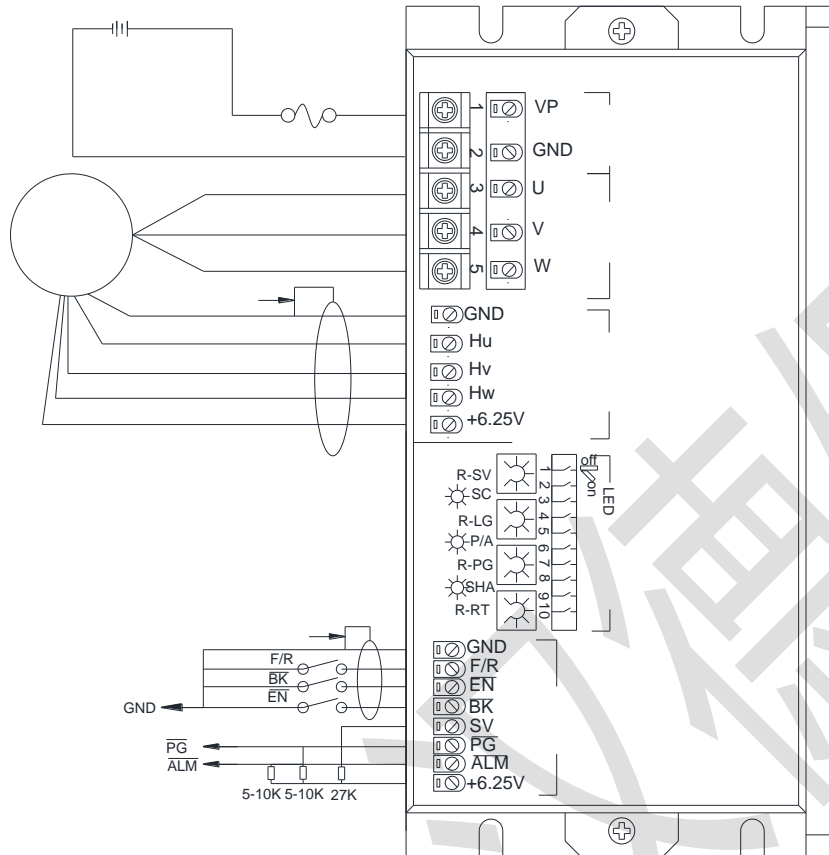 1 VP
2 GND
3 U
4 V
5 W
GND
Hu
Hv
Hw
+6.25V
off
on
LED
R-SV
SC
R-LG
P/A
R-PG
SHA
R-RT
1
2
3
4
5
6
7
8
9
10
GND
F/R
EN
BK
SV
PG
ALM
+6.25V
F/R
BK
EN
GND
PG
ALM
5-10K 5-10K 27K